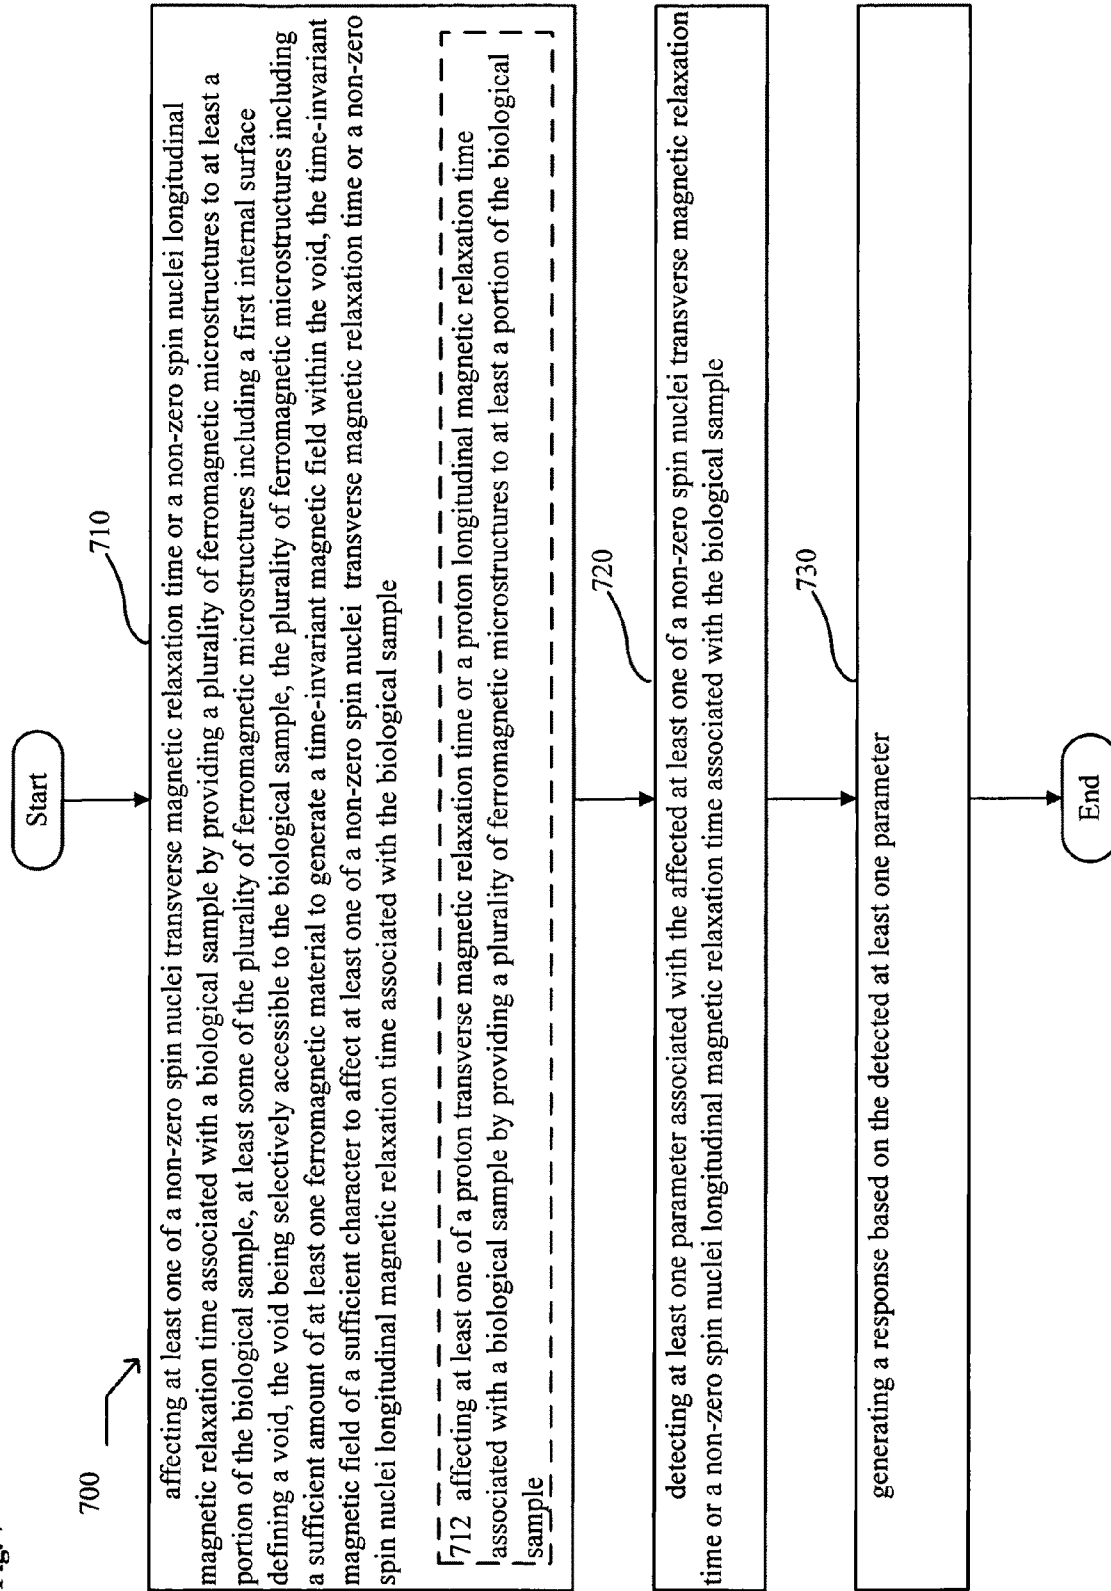 Start
700
710
affecting at least one of a non-zero spin nuclei transverse magnetic relaxation time or a non-zero spin nuclei longitudinal
magnetic relaxation time associated with a biological sample by providing a plurality of ferromagnetic microstructures to at least a
portion of the biological sample, at least some of the plurality of ferromagnetic microstructures including a first internal surface
defining a void, the void being selectively accessible to the biological sample, the plurality of ferromagnetic microstructures including
a sufficient amount of at least one ferromagnetic material to generate a time-invariant magnetic field within the void, the time-invariant
magnetic field of a sufficient character to affect at least one of a non-zero spin nuclei transverse magnetic relaxation time or a non-zero
spin nuclei longitudinal magnetic relaxation time associated with the biological sample
712 affecting at least one of a proton transverse magnetic relaxation time or a proton longitudinal magnetic relaxation time
associated with a biological sample by providing a plurality of ferromagnetic microstructures to at least a portion of the biological
sample
720
detecting at least one parameter associated with the affected at least one of a non-zero spin nuclei transverse magnetic relaxation
time or a non-zero spin nuclei longitudinal magnetic relaxation time associated with the biological sample
730
generating a response based on the detected at least one parameter
End